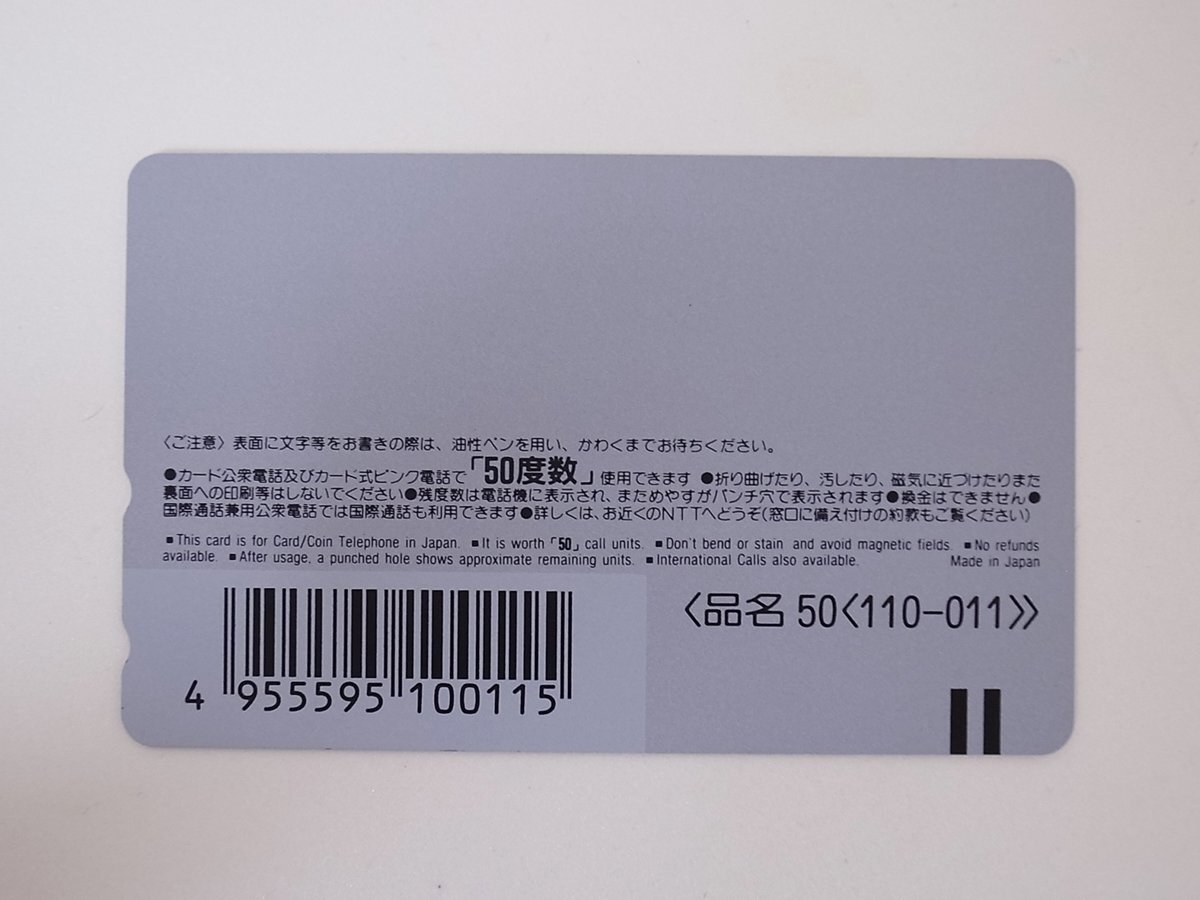 〈ご注意〉表面に文字等をお書きの際は、油性ペンを用い、かわくまでお待ちください。
●カード公衆電話及びカード式ピンク電話で「50度数」使用できます ●折り曲げたり、汚したり、磁気に近づけたりまた
裏面への印刷等はしないでください●残度数は電話機に表示され、まためやすがパンチ穴で表示されます●換金はできません●
国際通話兼用公衆電話では国際通話も利用できます●詳しくは、お近くのNTTへどうぞ(窓口に備え付けの約款もご覧ください)
■This card is for Card/Coin Telephone in Japan. ■It is worth「50」call units. ■Don't bend or stain and avoid magnetic fields. ■No refunds
available. ■After usage, a punched hole shows approximate remaining units. ■International Calls also available. Made in Japan
〈品名 50〈110-011〉〉
4 955595 100115